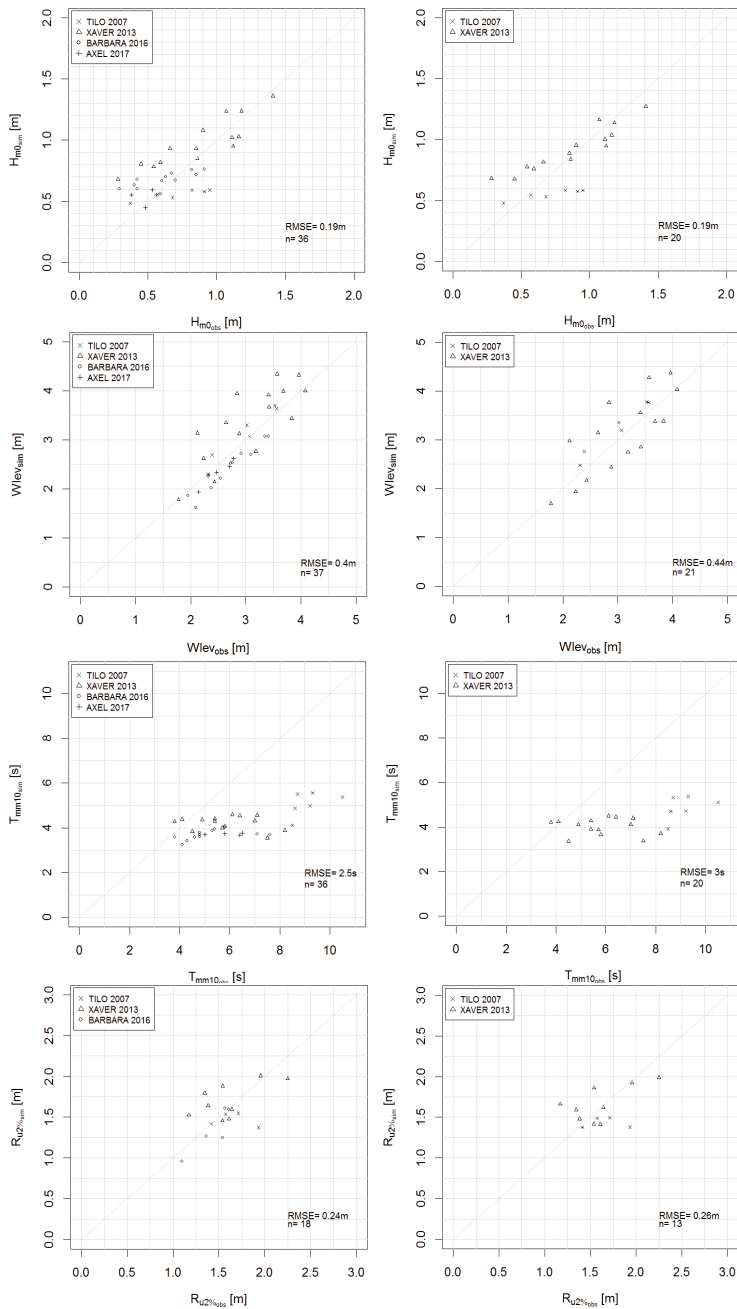 × TILO 2007
△ XAVER 2013
○ BARBARA 2016
+ AXEL 2017
2.0
1.5
1.0
0.5
0.0
Hm0sim [m]
RMSE= 0.19m
n= 36
0.0 0.5 1.0 1.5 2.0
Hm0obs [m]
× TILO 2007
△ XAVER 2013
2.0
1.5
1.0
0.5
0.0
Hm0sim [m]
RMSE= 0.19m
n= 20
0.0 0.5 1.0 1.5 2.0
Hm0obs [m]
× TILO 2007
△ XAVER 2013
○ BARBARA 2016
+ AXEL 2017
5
4
3
2
1
0
Wlevsim [m]
RMSE= 0.4m
n= 37
0 1 2 3 4 5
Wlevobs [m]
× TILO 2007
△ XAVER 2013
5
4
3
2
1
0
Wlevsim [m]
RMSE= 0.44m
n= 21
0 1 2 3 4 5
Wlevobs [m]
× TILO 2007
△ XAVER 2013
○ BARBARA 2016
+ AXEL 2017
10
8
6
4
2
0
Tmm10sim [s]
RMSE= 2.5s
n= 36
0 2 4 6 8 10
Tmm10obs [s]
× TILO 2007
△ XAVER 2013
10
8
6
4
2
0
Tmm10sim [s]
RMSE= 3s
n= 20
0 2 4 6 8 10
Tmm10obs [s]
× TILO 2007
△ XAVER 2013
○ BARBARA 2016
3.0
2.5
2.0
1.5
1.0
0.5
0.0
Ru2%sim [m]
RMSE= 0.24m
n= 18
0.0 0.5 1.0 1.5 2.0 2.5 3.0
Ru2%obs [m]
× TILO 2007
△ XAVER 2013
3.0
2.5
2.0
1.5
1.0
0.5
0.0
Ru2%sim [m]
RMSE= 0.26m
n= 13
0.0 0.5 1.0 1.5 2.0 2.5 3.0
Ru2%obs [m]